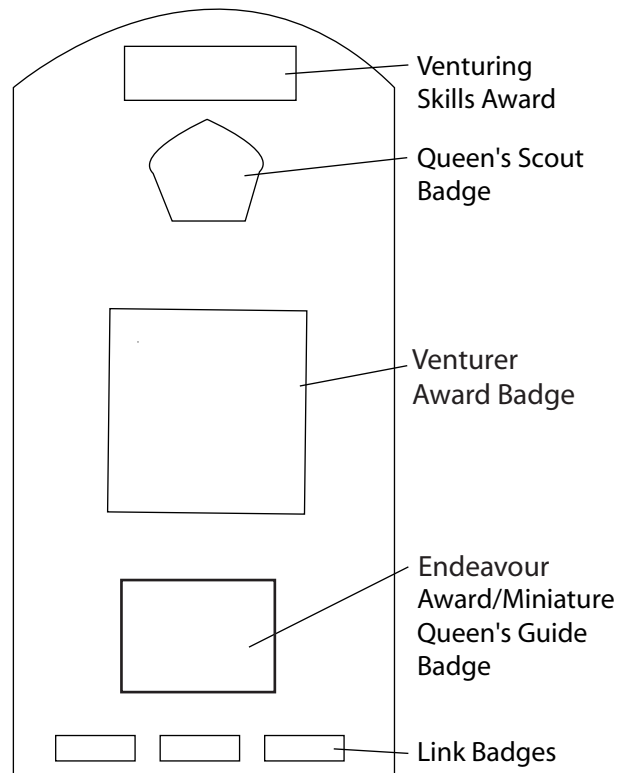 Venturing
Skills Award
Queen's Scout
Badge
Venturer
Award Badge
Endeavour
Award/Miniature
Queen's Guide
Badge
Link Badges